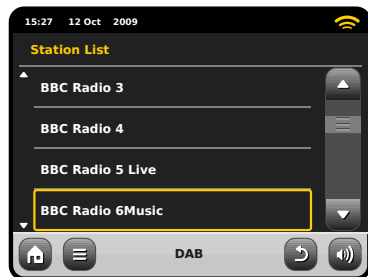 15:27 12 Oct 2009
Station List
BBC Radio 3
BBC Radio 4
BBC Radio 5 Live
BBC Radio 6Music
DAB